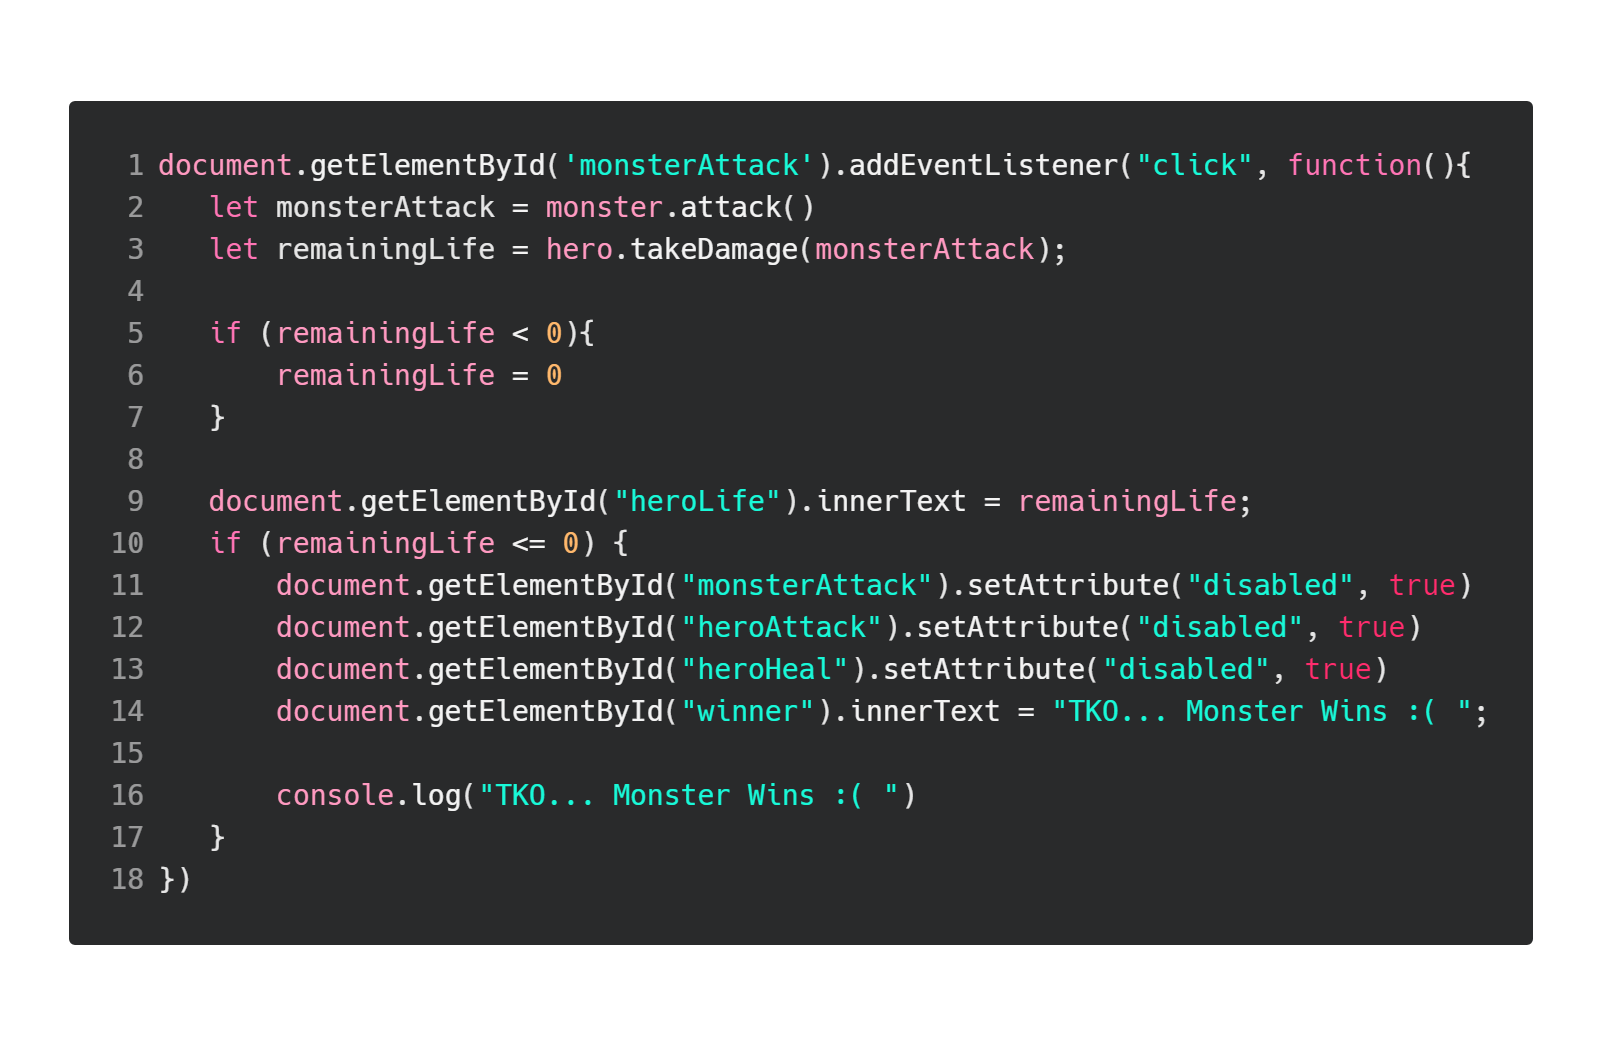 1 document.getElementById('monsterAttack').addEventListener("click", function(){
2    let monsterAttack = monster.attack()
3    let remainingLife = hero.takeDamage(monsterAttack);
4
5    if (remainingLife < 0){
6        remainingLife = 0
7    }
8
9    document.getElementById("heroLife").innerText = remainingLife;
10    if (remainingLife <= 0) {
11        document.getElementById("monsterAttack").setAttribute("disabled", true)
12        document.getElementById("heroAttack").setAttribute("disabled", true)
13        document.getElementById("heroHeal").setAttribute("disabled", true)
14        document.getElementById("winner").innerText = "TKO... Monster Wins :( ";
15
16        console.log("TKO... Monster Wins :( ")
17    }
18 })